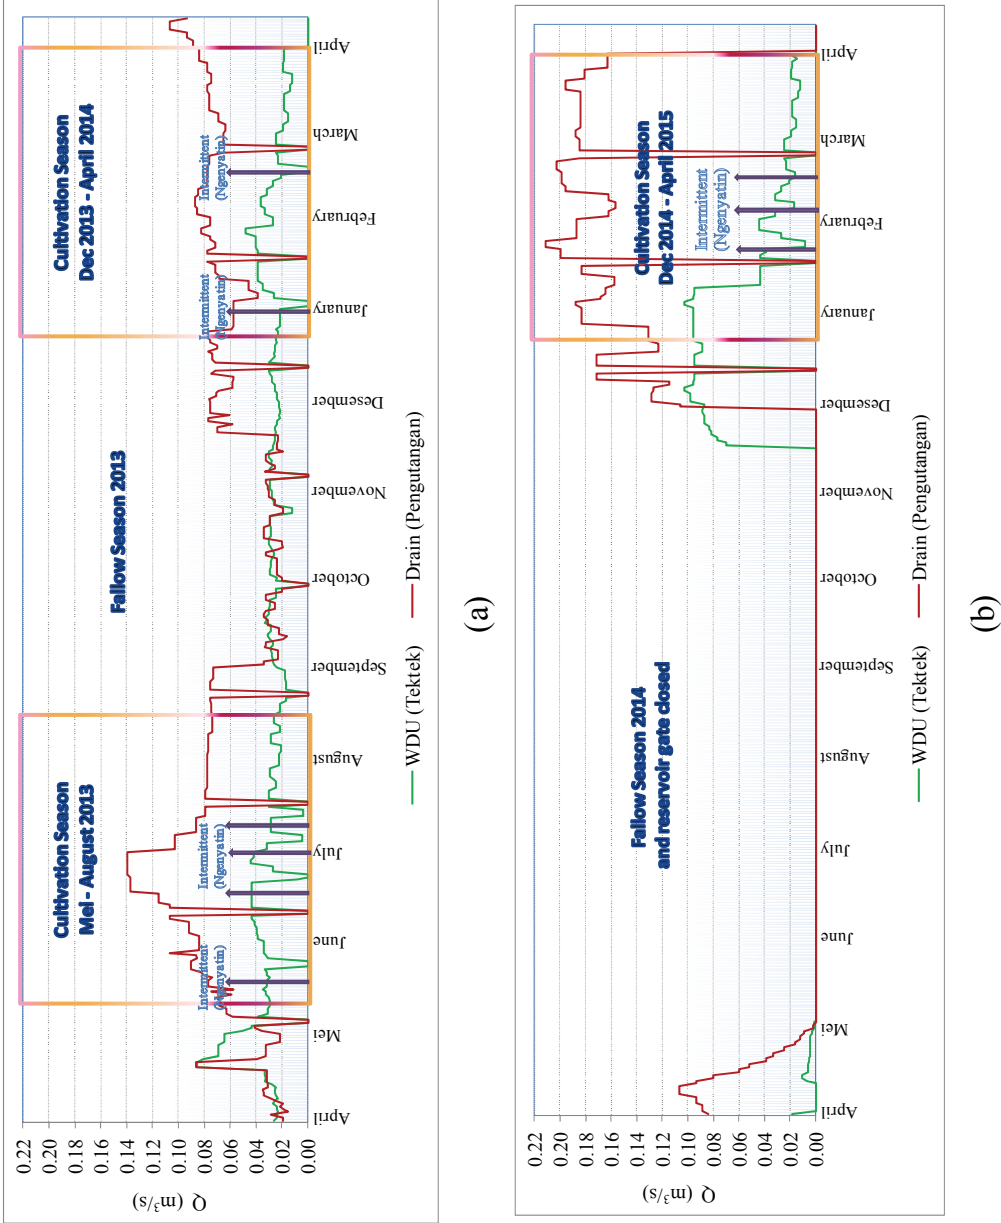 0.22
0.20
0.18
0.16
0.14
0.12
0.10
0.08
0.06
0.04
0.02
0.00
Q (m³/s)
Cultivation Season
Mei - August 2013
Fallow Season 2013
Cultivation Season
Dec 2013 - April 2014
Intermittent
(Ngenyatin)
Intermittent
(Ngenyatin)
Intermittent
(Ngenyatin)
Intermittent
(Ngenyatin)
April
Mei
June
July
August
September
October
November
Desember
January
February
March
April
WDU (Tektek)
Drain (Pengutangan)
(a)
0.22
0.20
0.18
0.16
0.14
0.12
0.10
0.08
0.06
0.04
0.02
0.00
Q (m³/s)
Fallow Season 2014
and reservoir gate closed
Cultivation Season
Dec 2014 - April 2015
Intermittent
(Ngenyatin)
April
Mei
June
July
August
September
October
November
Desember
January
February
March
April
WDU (Tektek)
Drain (Pengutangan)
(b)